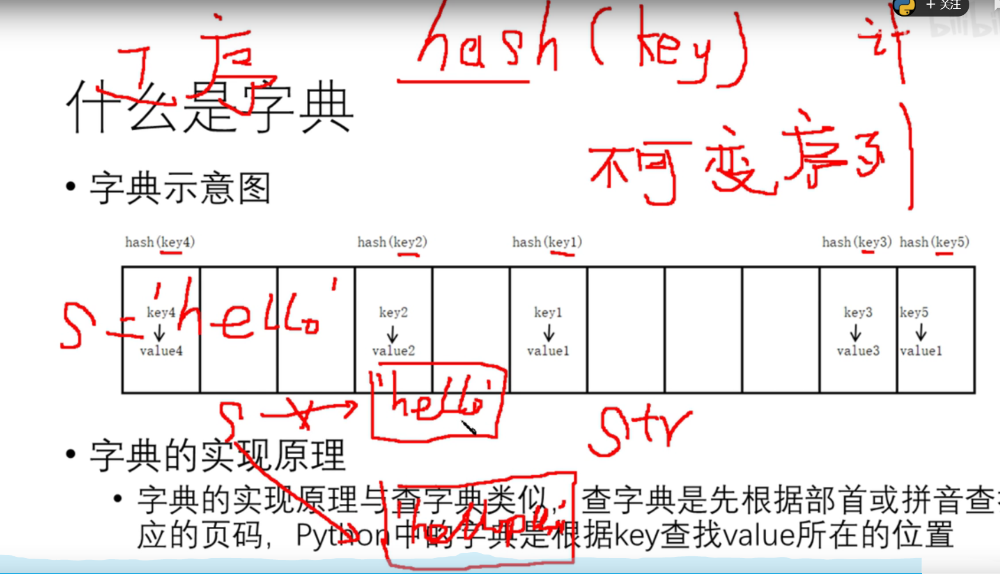 + 关注
bilibili
hash(key) 计
无序
什么是字典
不可变序列
• 字典示意图
hash(key4) hash(key2) hash(key1) hash(key3) hash(key5)
s='hello'
key4 key2 key1 key3 key5
value4 value2 value1 value3 value1
s 'hello' str
• 字典的实现原理
• 字典的实现原理与查字典类似，查字典是先根据部首或拼音查
应的页码，Python中的字典是根据key查找value所在的位置